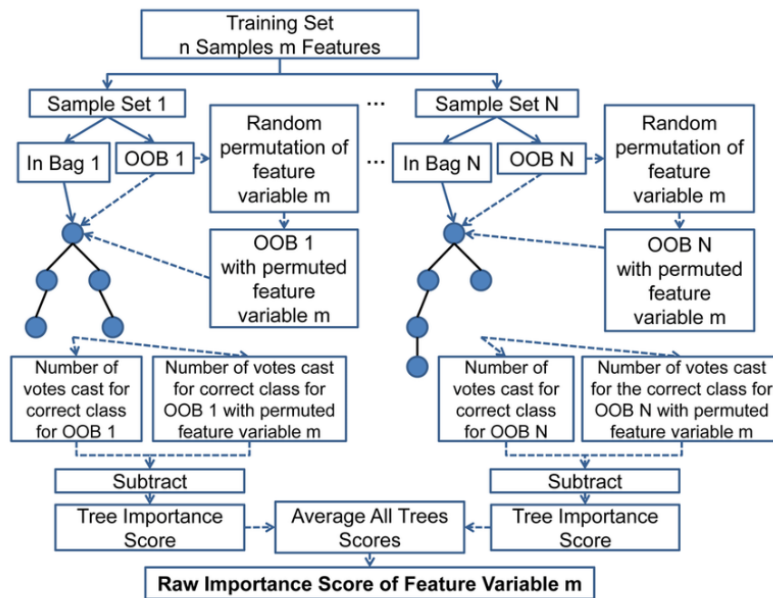 Training Set
n Samples m Features
Sample Set 1
...
Sample Set N
In Bag 1
OOB 1
Random
permutation of
feature
variable m
...
In Bag N
OOB N
Random
permutation of
feature
variable m
OOB 1
with permuted
feature
variable m
OOB N
with permuted
feature
variable m
Number of
votes cast for
correct class
for OOB 1
Number of votes cast
for correct class for
OOB 1 with permuted
feature variable m
Number of
votes cast for
correct class
for OOB N
Number of votes cast
for the correct class for
OOB N with permuted
feature variable m
Subtract
Subtract
Tree Importance
Score
Average All Trees
Scores
Tree Importance
Score
Raw Importance Score of Feature Variable m